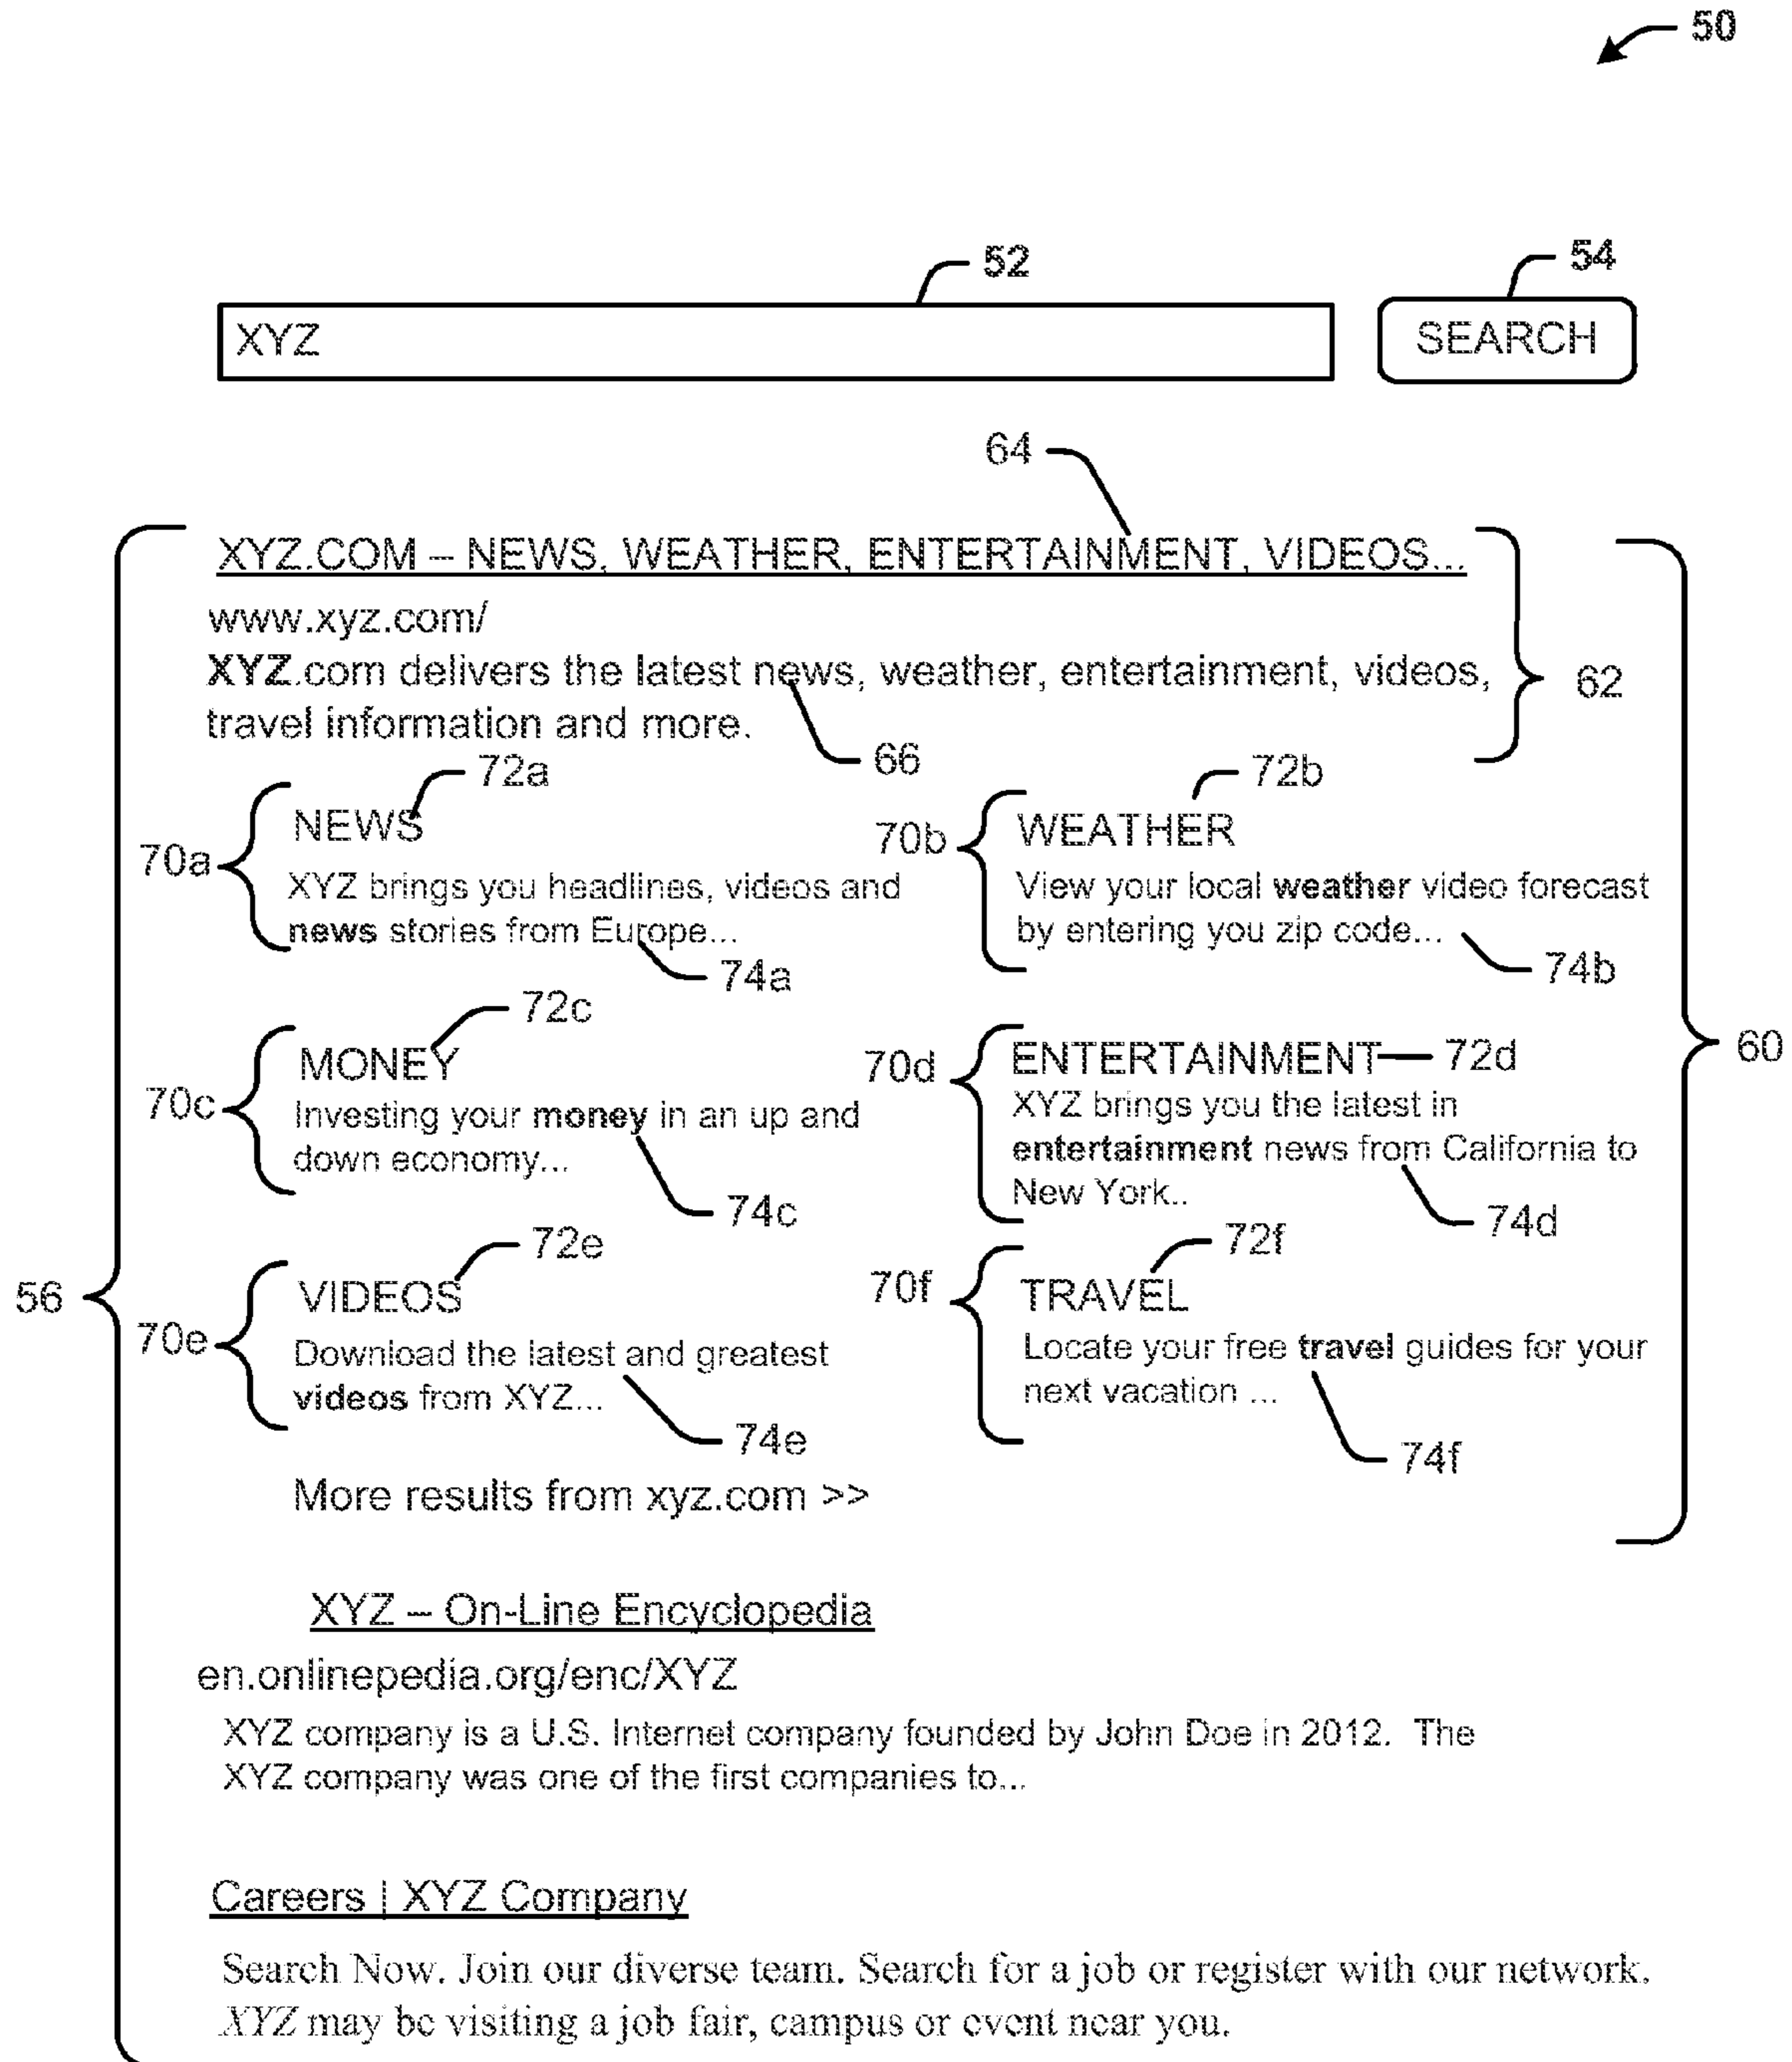 50
52
54
XYZ
SEARCH
64
XYZ.COM – NEWS, WEATHER, ENTERTAINMENT, VIDEOS...
www.xyz.com/
XYZ.com delivers the latest news, weather, entertainment, videos,
travel information and more.
62
66
72a
72b
70a
NEWS
XYZ brings you headlines, videos and
news stories from Europe...
74a
70b
WEATHER
View your local weather video forecast
by entering you zip code...
74b
72c
70c
MONEY
Investing your money in an up and
down economy...
74c
70d
ENTERTAINMENT
72d
XYZ brings you the latest in
entertainment news from California to
New York..
74d
60
56
72e
70e
VIDEOS
Download the latest and greatest
videos from XYZ...
74e
72f
70f
TRAVEL
Locate your free travel guides for your
next vacation ...
74f
More results from xyz.com >>
XYZ – On-Line Encyclopedia
en.onlinepedia.org/enc/XYZ
XYZ company is a U.S. Internet company founded by John Doe in 2012. The
XYZ company was one of the first companies to...
Careers | XYZ Company
Search Now. Join our diverse team. Search for a job or register with our network.
XYZ may be visiting a job fair, campus or event near you.